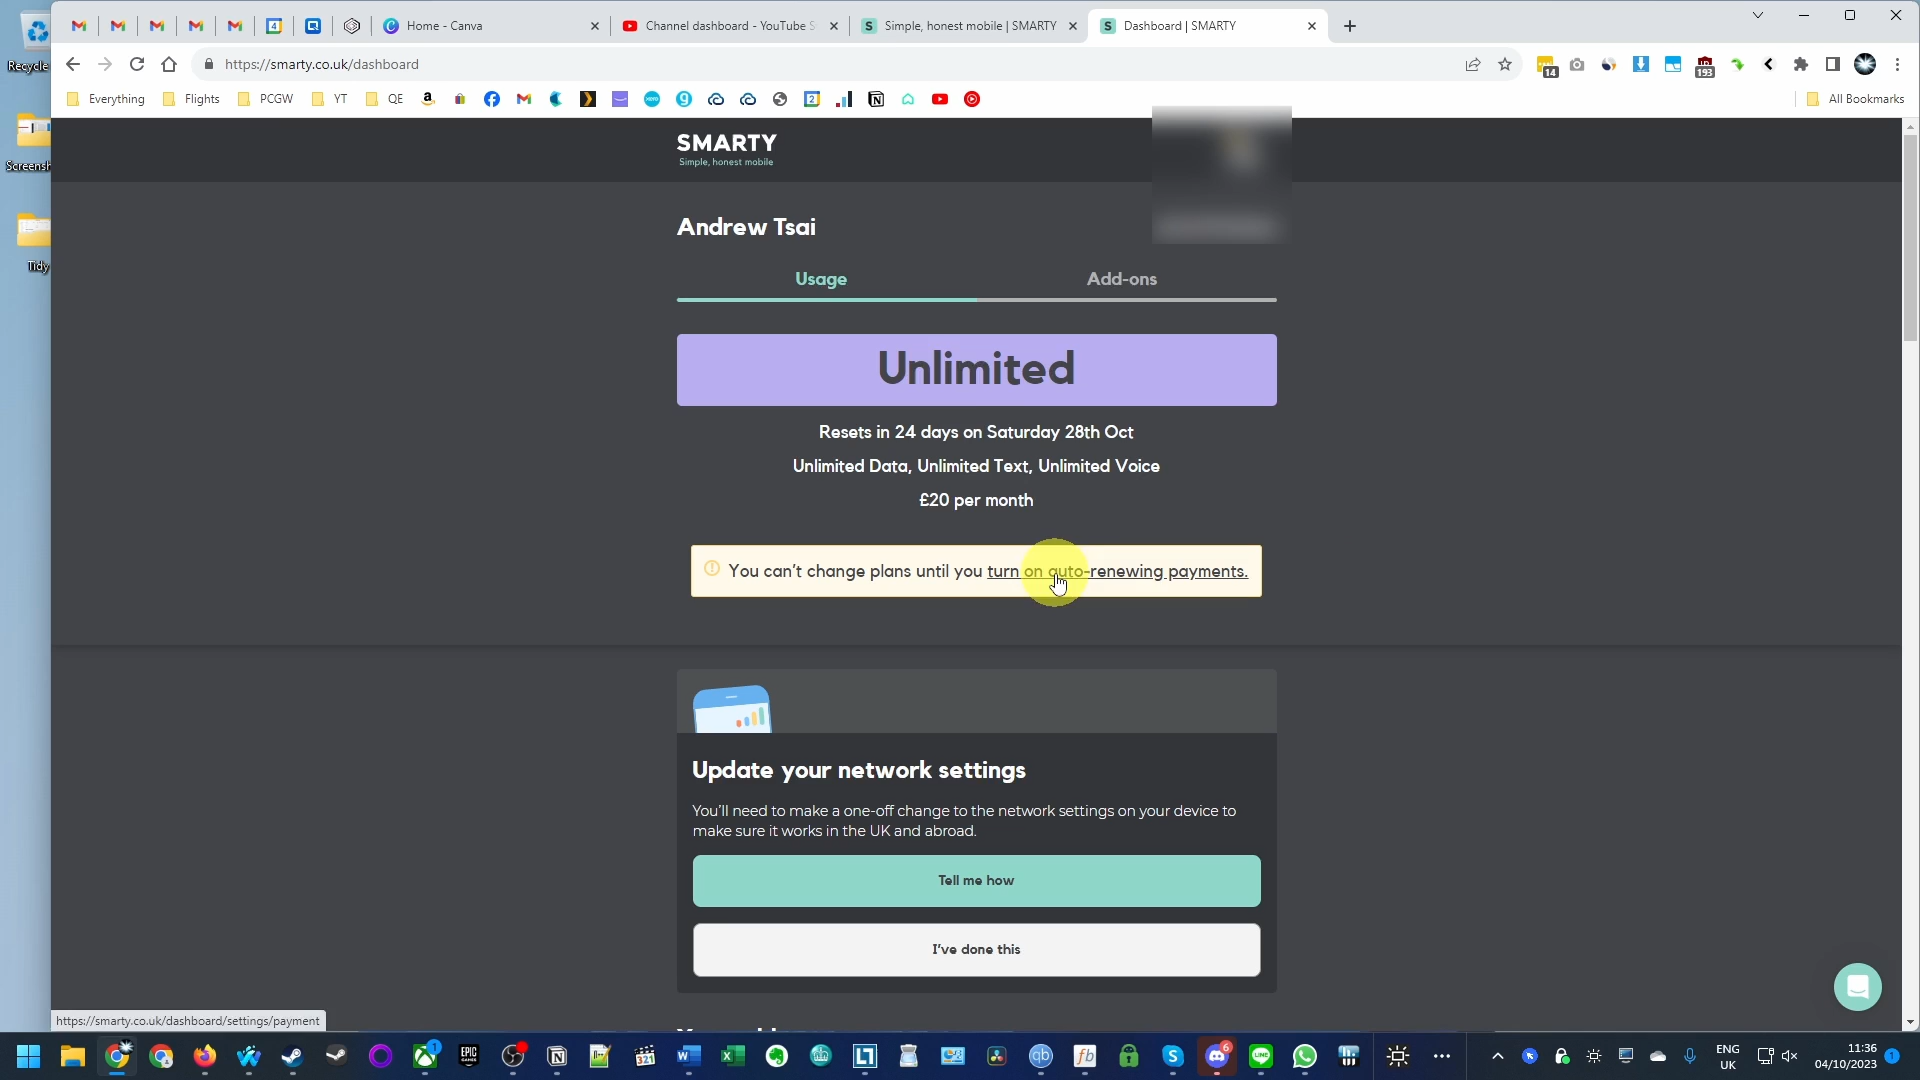 Home - Canva
Channel dashboard - YouTube S
Simple, honest mobile | SMARTY
Dashboard | SMARTY
Recycle
https://smarty.co.uk/dashboard
14
193
Everything
Flights
PCGW
YT
QE
All Bookmarks
Screensh
Tidy
SMARTY
Simple, honest mobile
Andrew Tsai
Usage
Add-ons
Unlimited
Resets in 24 days on Saturday 28th Oct
Unlimited Data, Unlimited Text, Unlimited Voice
£20 per month
You can't change plans until you turn on auto-renewing payments.
Update your network settings
You'll need to make a one-off change to the network settings on your device to
make sure it works in the UK and abroad.
Tell me how
I've done this
https://smarty.co.uk/dashboard/settings/payment
ENG
UK
11:36
04/10/2023